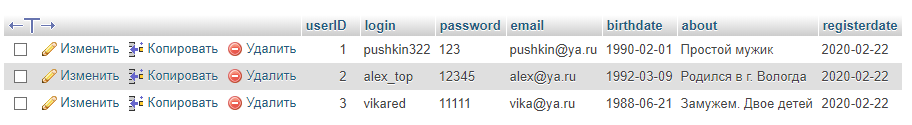 userID login password email birthdate about registerdate
Изменить Копировать Удалить 1 pushkin322 123 pushkin@ya.ru 1990-02-01 Простой мужик 2020-02-22
Изменить Копировать Удалить 2 alex_top 12345 alex@ya.ru 1992-03-09 Родился в г. Вологда 2020-02-22
Изменить Копировать Удалить 3 vikared 11111 vika@ya.ru 1988-06-21 Замужем. Двое детей 2020-02-22